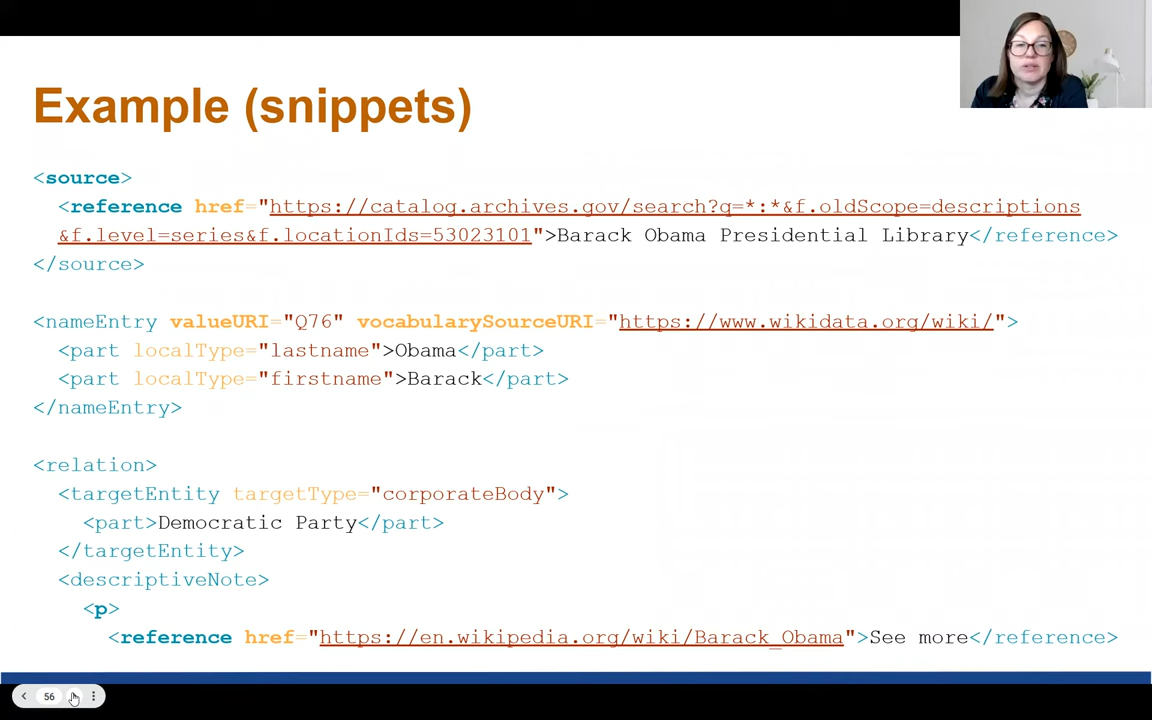 Example (snippets)
<source>
<reference href="https://catalog.archives.gov/search?q=*:*&f.oldScope=descriptions
&f.level=series&f.locationIds=53023101">Barack Obama Presidential Library</reference>
</source>
<nameEntry valueURI="Q76" vocabularySourceURI="https://www.wikidata.org/wiki/">
<part localType="lastname">Obama</part>
<part localType="firstname">Barack</part>
</nameEntry>
<relation>
<targetEntity targetType="corporateBody">
<part>Democratic Party</part>
</targetEntity>
<descriptiveNote>
<p>
<reference href="https://en.wikipedia.org/wiki/Barack_Obama">See more</reference>
56